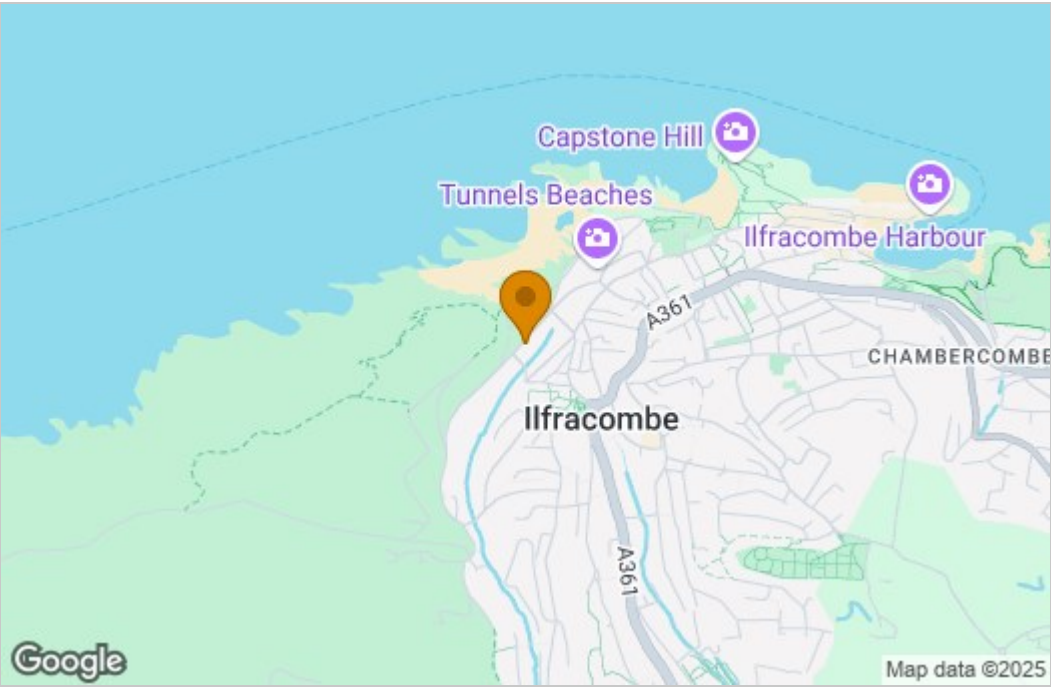 Capstone Hill
Tunnels Beaches
Ilfracombe Harbour
A361
CHAMBERCOMBE
Ilfracombe
A361
Google
Map data ©2025